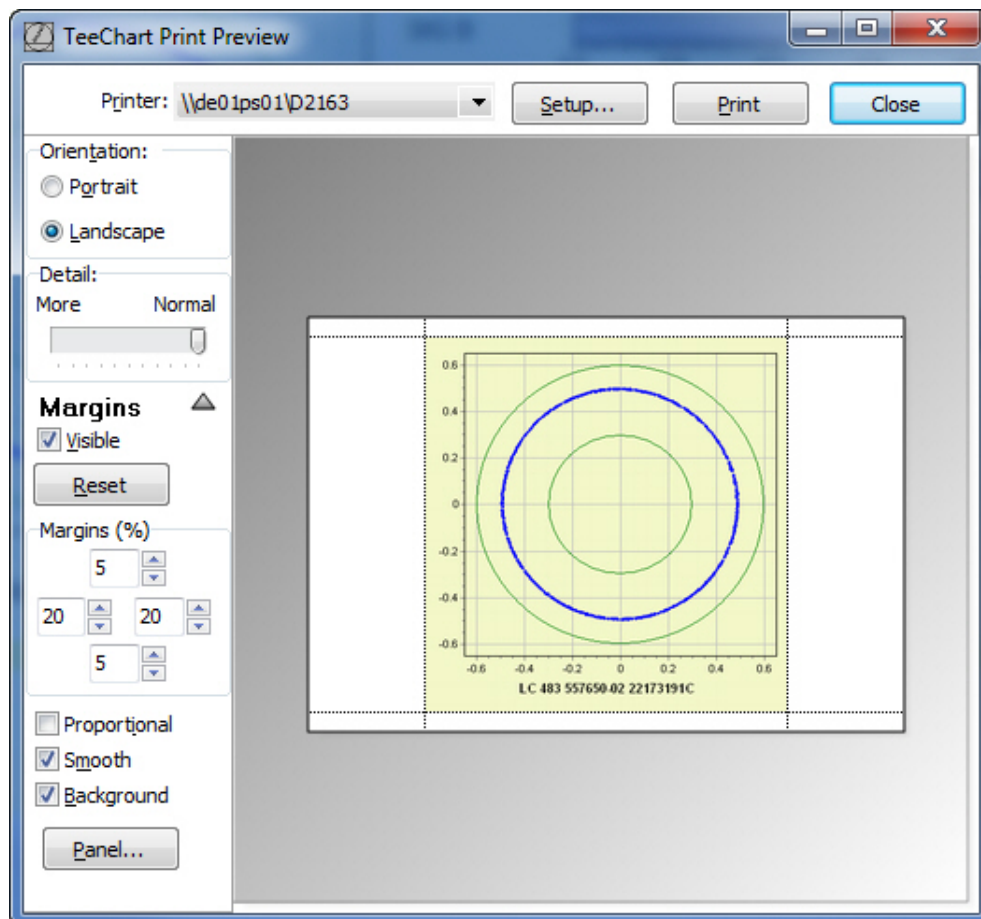 TeeChart Print Preview
Printer: \\de01ps01\D2163 Setup... Print Close
Orientation:
Portrait
Landscape
Detail:
More Normal
Margins
Visible
Reset
Margins (%)
5
20 20
5
Proportional
Smooth
Background
Panel...
0.6
0.4
0.2
0
-0.2
-0.4
-0.6
-0.6 -0.4 -0.2 0 0.2 0.4 0.6
LC 483 557650-02 22173191C